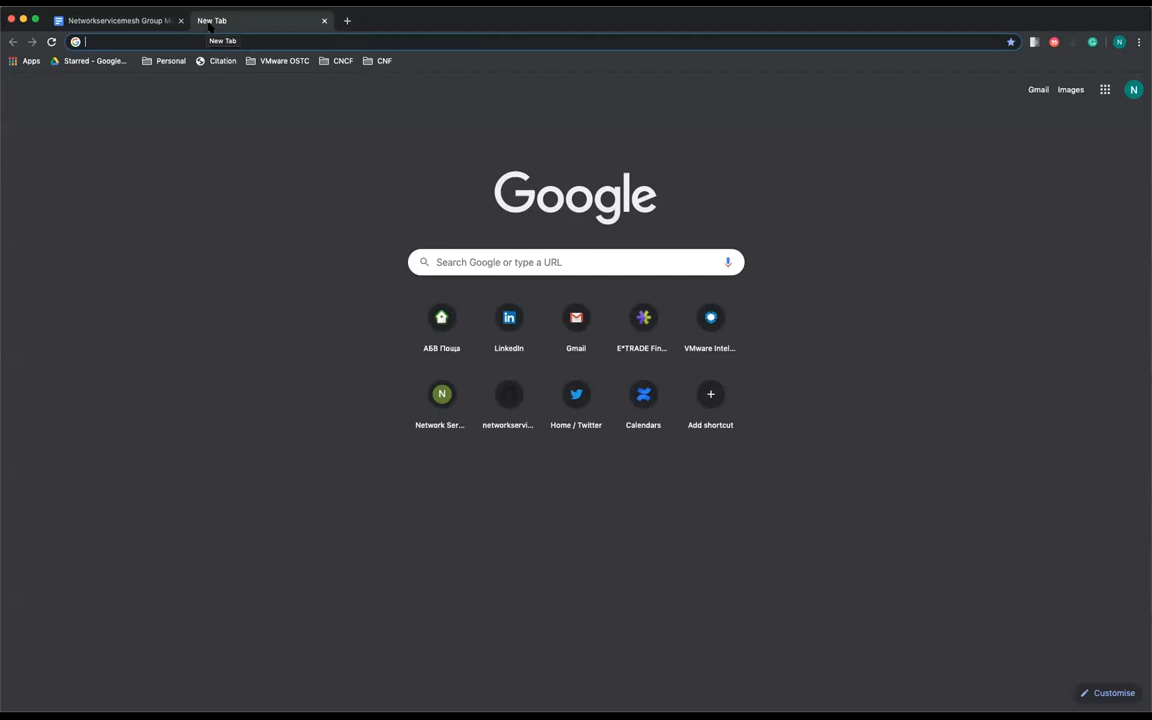 Networkservicemesh Group M
New Tab
New Tab
Apps
Starred - Google...
Personal
Citation
VMware OSTC
CNCF
CNF
35
N
Gmail
Images
N
Google
Search Google or type a URL
АБВ Поща
LinkedIn
Gmail
E*TRADE Fin...
VMware Intel...
N
Network Ser...
networkservi...
Home / Twitter
Calendars
Add shortcut
Customise